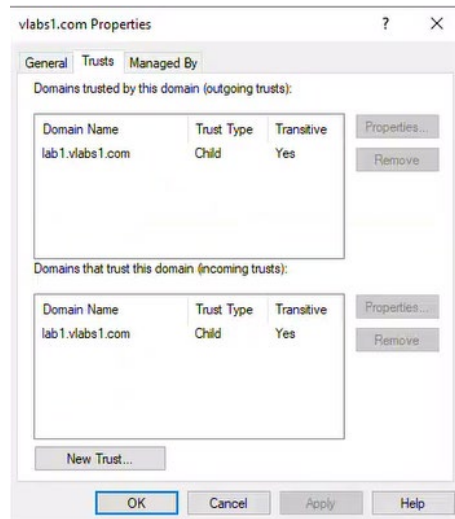 vlabs1.com Properties ? ×
General Trusts Managed By
Domains trusted by this domain (outgoing trusts):
Domain Name Trust Type Transitive
lab1.vlabs1.com Child Yes
Properties...
Remove
Domains that trust this domain (incoming trusts):
Domain Name Trust Type Transitive
lab1.vlabs1.com Child Yes
Properties...
Remove
New Trust...
OK Cancel Apply Help